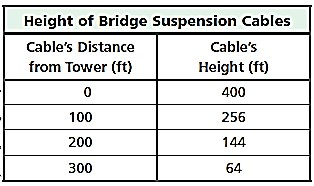 Height of Bridge Suspension Cables
Cable's Distance from Tower (ft) Cable's Height (ft)
0 400
100 256
200 144
300 64